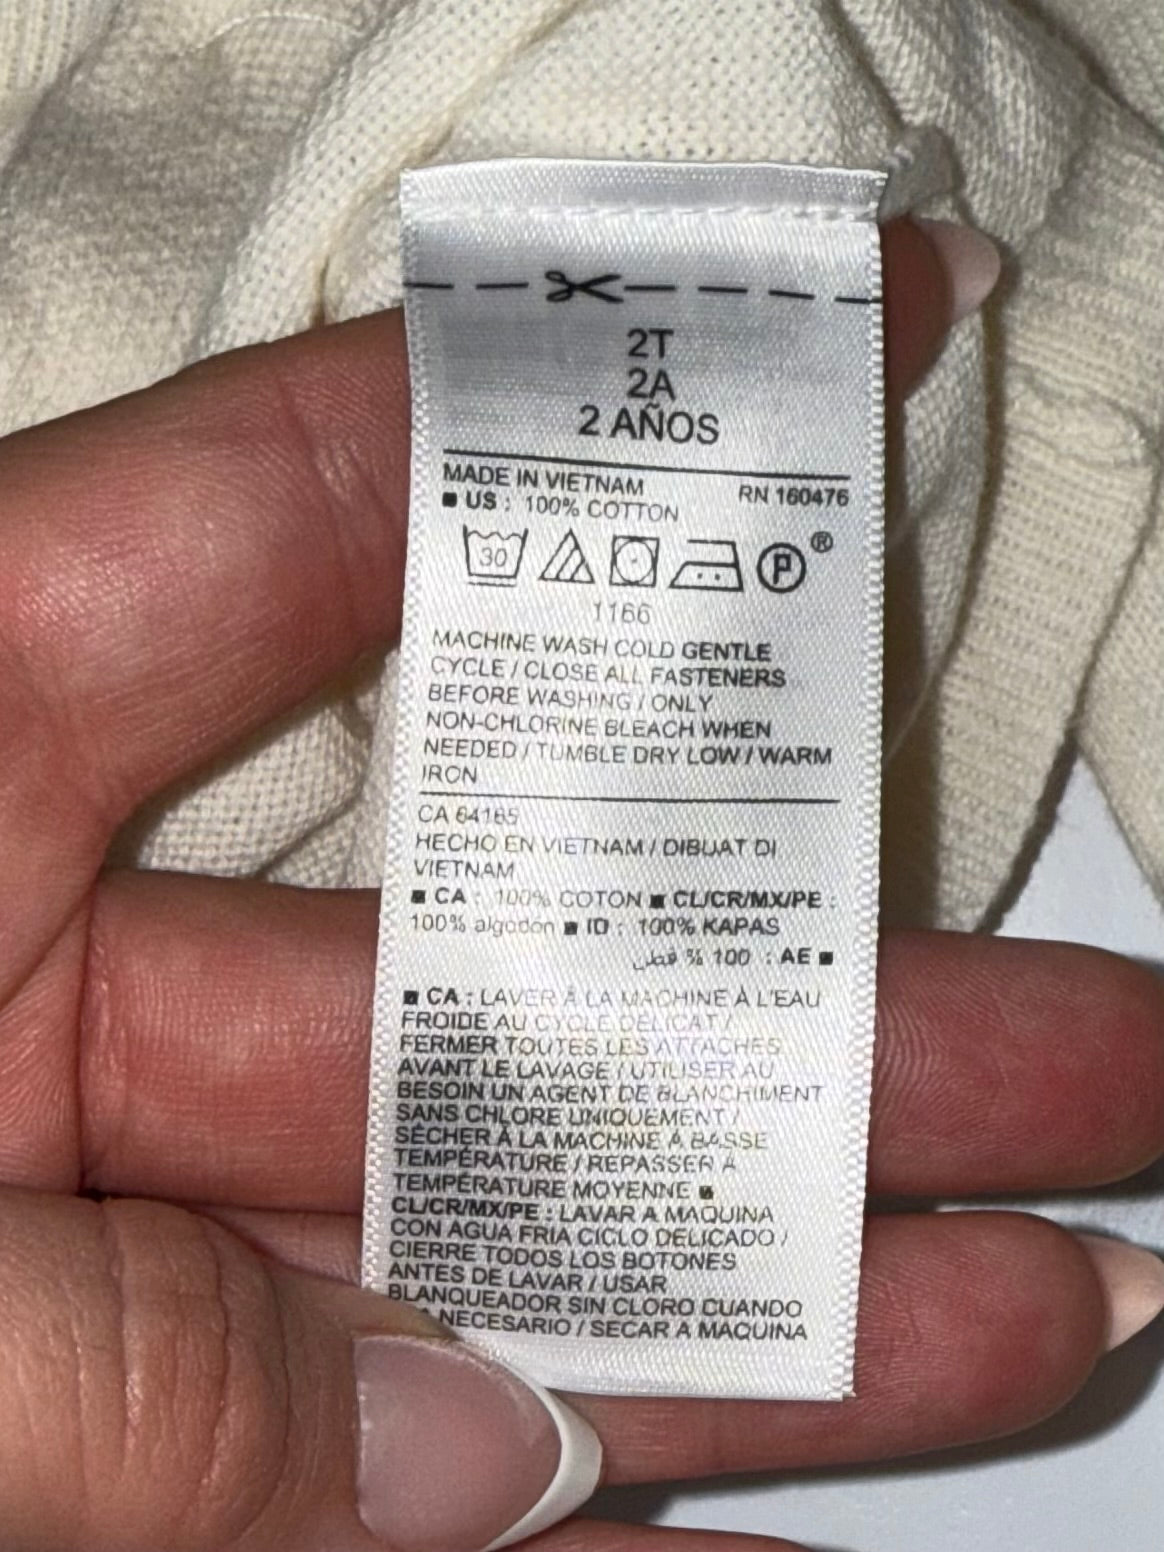 2T
2A
2 AÑOS
MADE IN VIETNAM RN 160476
■ US : 100% COTTON
30 P ®
1166
MACHINE WASH COLD GENTLE
CYCLE / CLOSE ALL FASTENERS
BEFORE WASHING / ONLY
NON-CHLORINE BLEACH WHEN
NEEDED / TUMBLE DRY LOW / WARM
IRON
CA 64165
HECHO EN VIETNAM / DIBUAT DI
VIETNAM
■ CA : 100% COTON ■ CL/CR/MX/PE :
100% algodon ■ ID : 100% KAPAS
■ AE : 100 % قطن
■ CA : LAVER À LA MACHINE À L'EAU
FROIDE AU CYCLE DÉLICAT /
FERMER TOUTES LES ATTACHES
AVANT LE LAVAGE / UTILISER AU
BESOIN UN AGENT DE BLANCHIMENT
SANS CHLORE UNIQUEMENT /
SÉCHER À LA MACHINE À BASSE
TEMPÉRATURE / REPASSER À
TEMPÉRATURE MOYENNE ■
CL/CR/MX/PE : LAVAR A MAQUINA
CON AGUA FRIA CICLO DELICADO /
CIERRE TODOS LOS BOTONES
ANTES DE LAVAR / USAR
BLANQUEADOR SIN CLORO CUANDO
NECESARIO / SECAR A MAQUINA